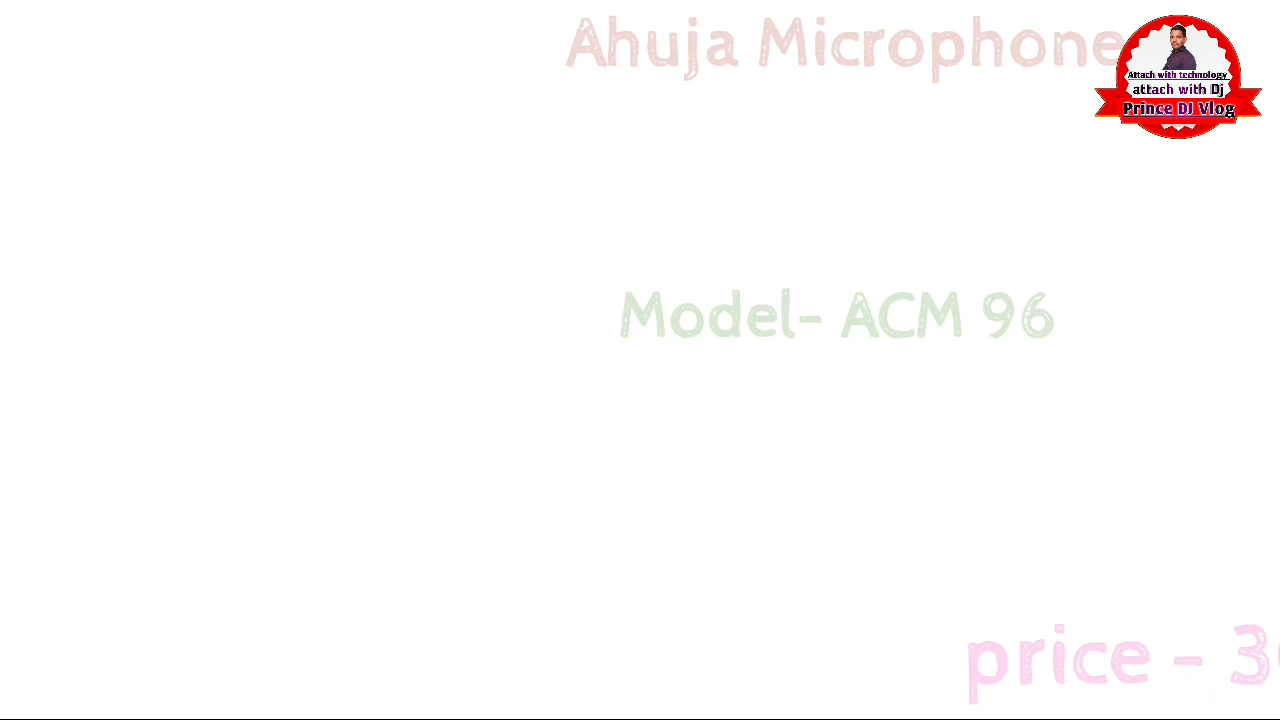 Ahuja Microphone
Attach with technology
attach with Dj
Prince DJ Vlog
Model- ACM 96
price - 3